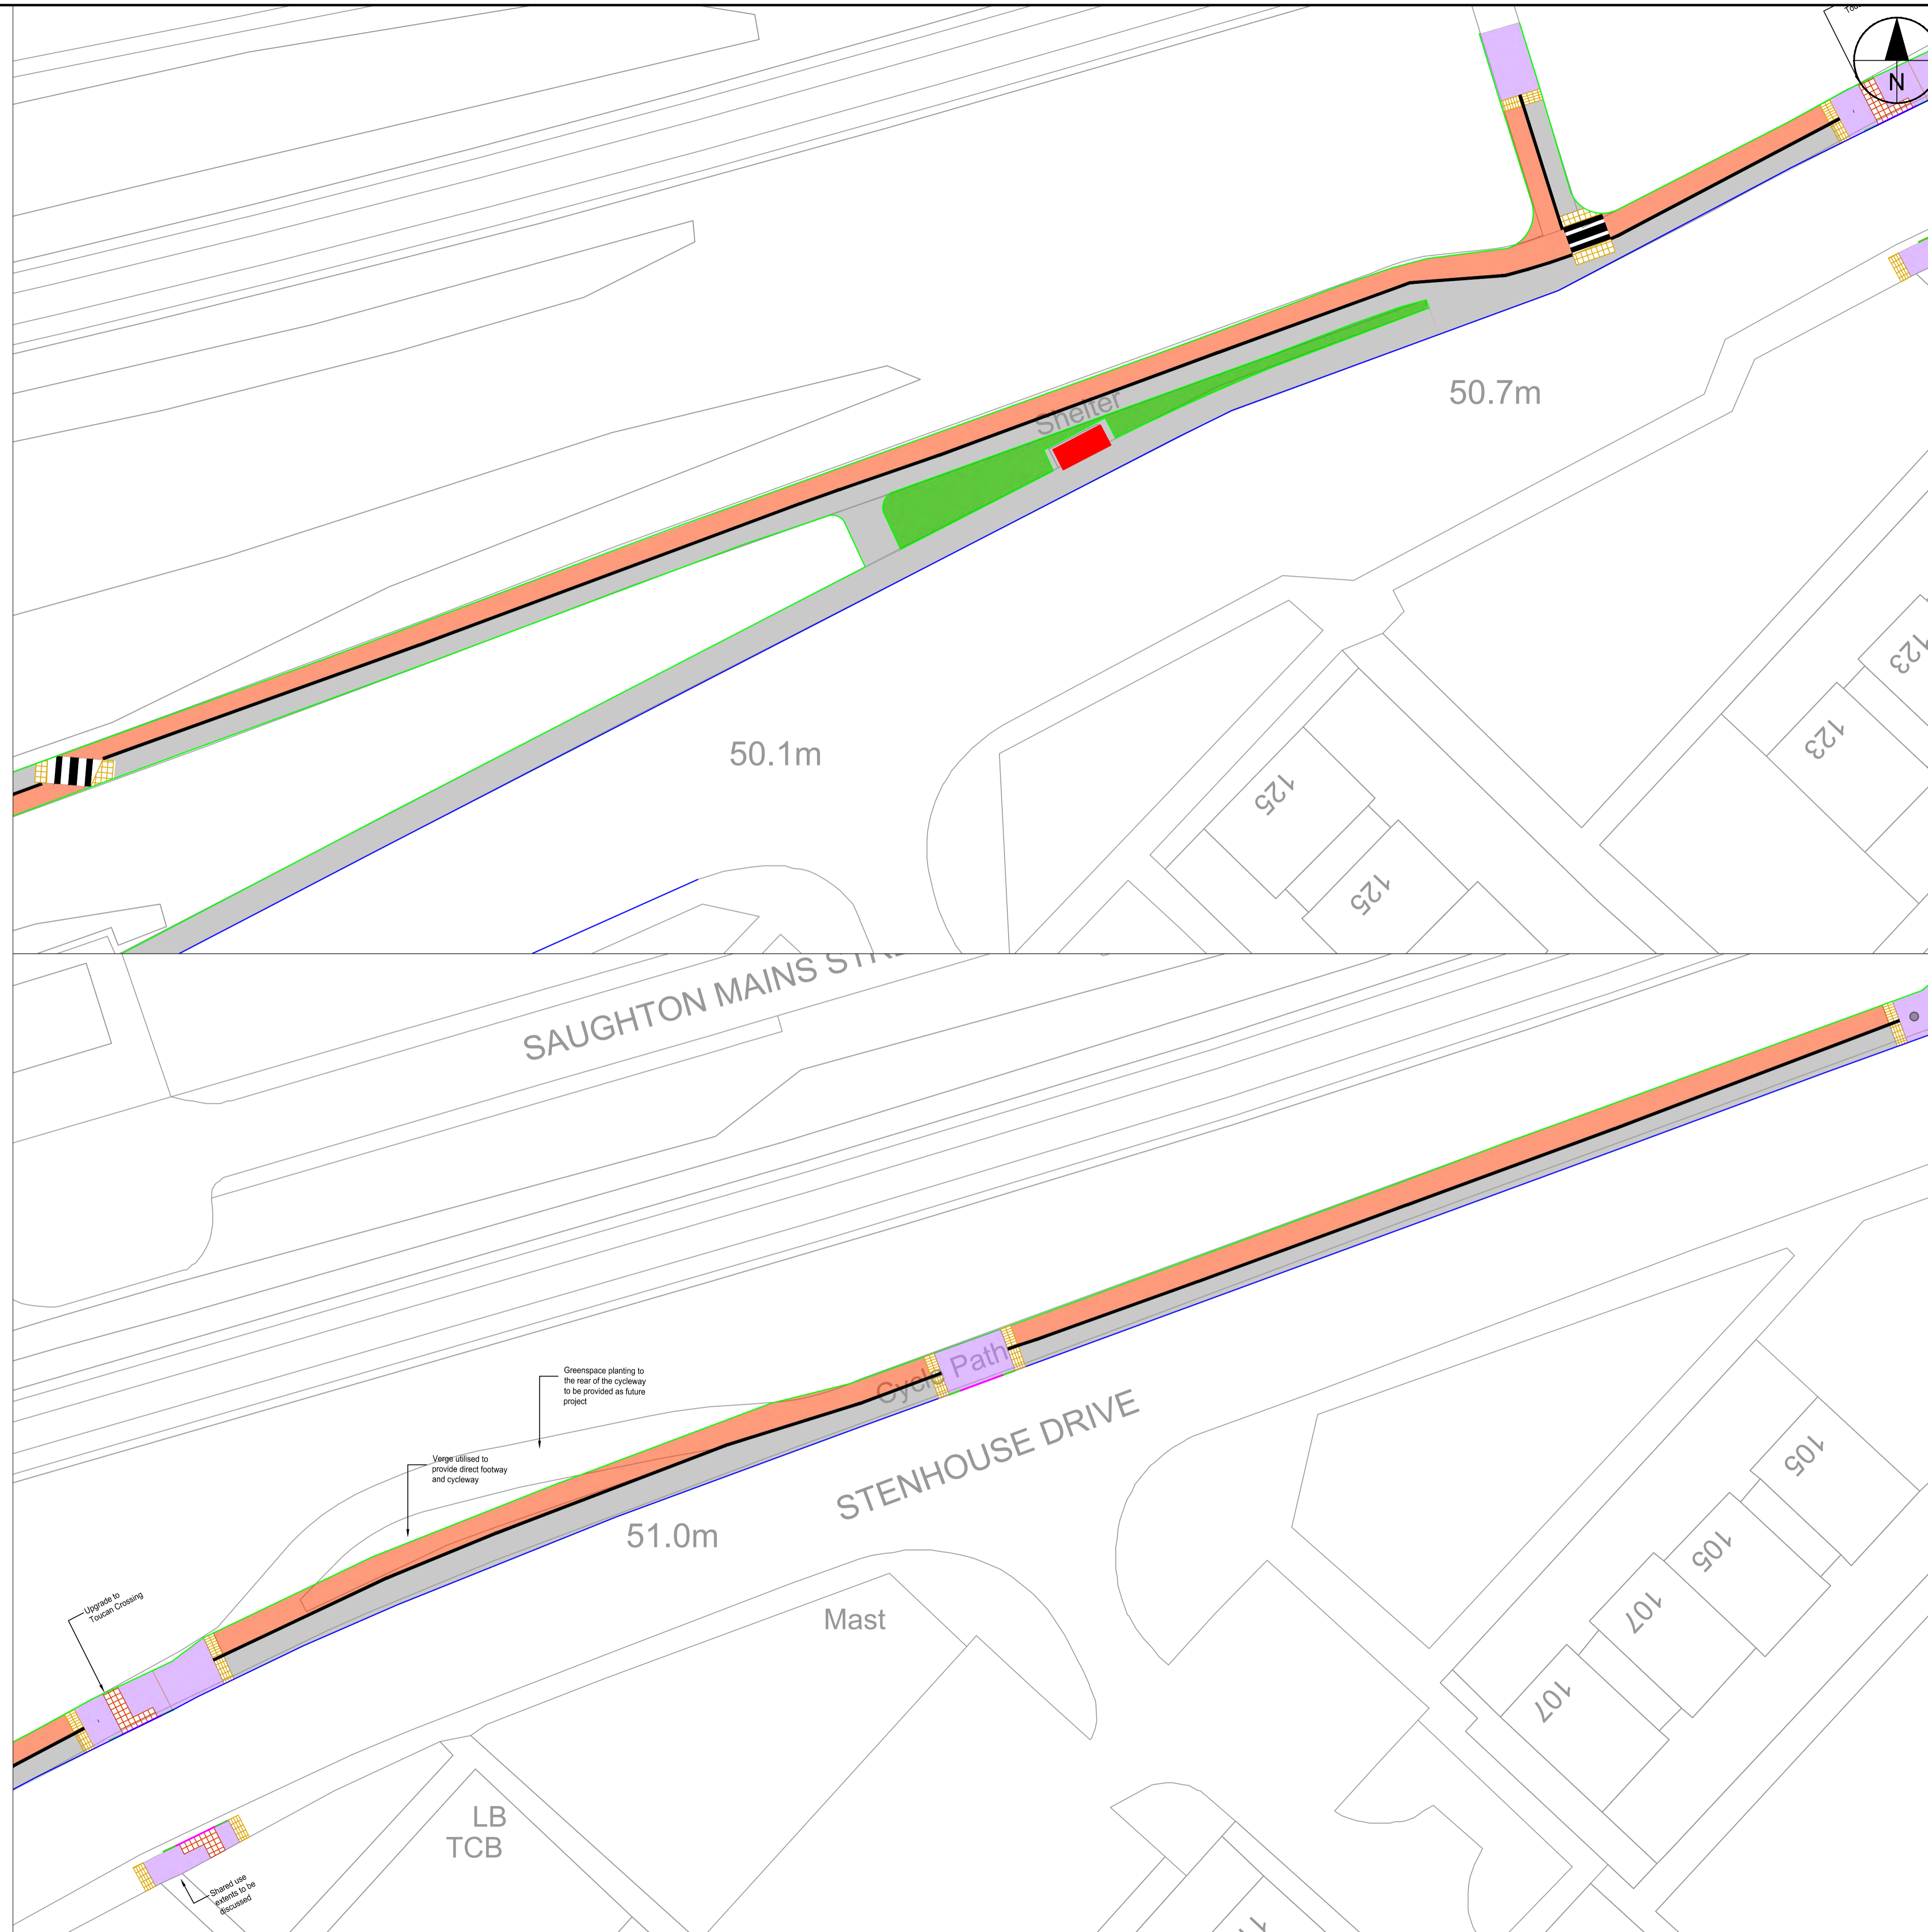 N
Shelter
50.7m
50.1m
123
123
125
125
SAUGHTON MAINS
Greenspace planting to
the rear of the cycleway
to be provided as future
project
Verge utilised to
provide direct footway
and cycleway
Cycle Path
STENHOUSE DRIVE
51.0m
Upgrade to
Toucan Crossing
Mast
105
105
107
107
LB
TCB
Shared use
extents to be
discussed